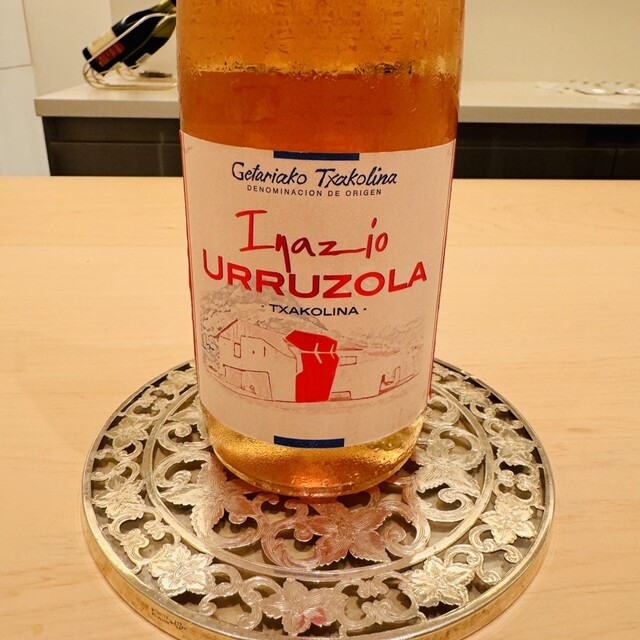 Getariako Txakolina
DENOMINACION DE ORIGEN
Inazio
URRUZOLA
· TXAKOLINA ·